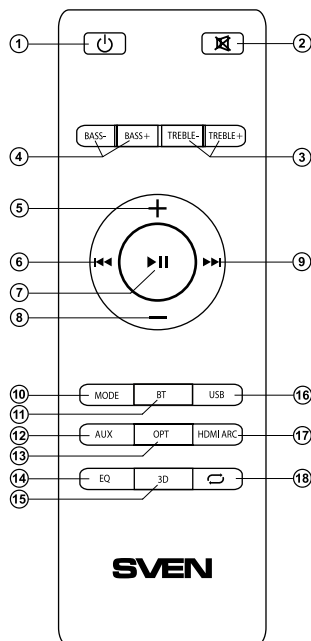 1
2
BASS- BASS+ TREBLE- TREBLE+
4
3
5
6
9
7
8
10 MODE BT USB 16
11
12 AUX OPT HDMI ARC 17
13
14 EQ 3D 18
15
SVEN